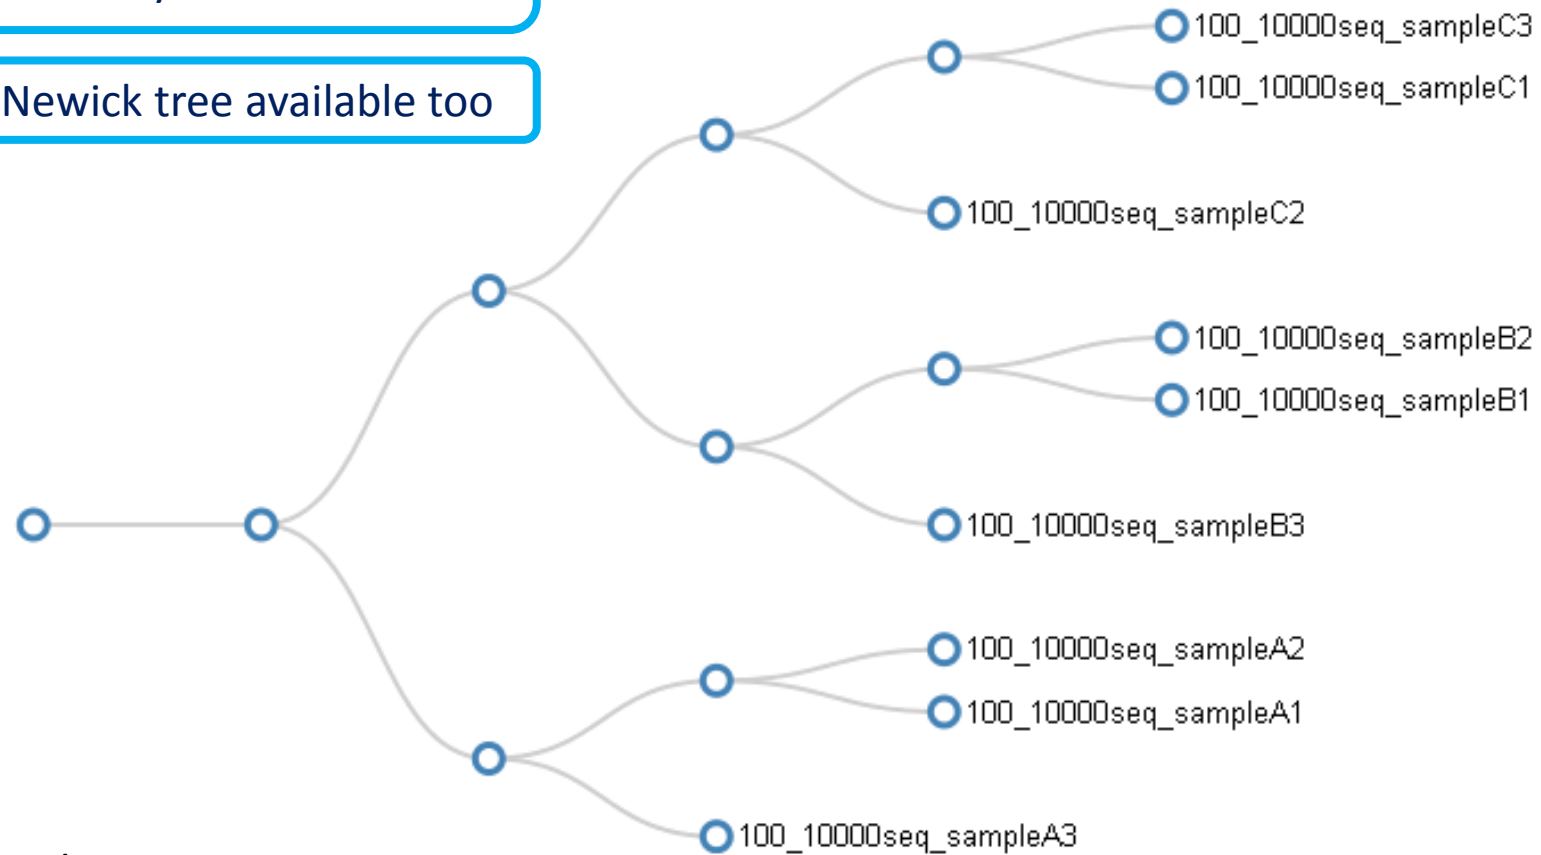 Newick tree available too
100_10000seq_sampleC3
100_10000seq_sampleC1
100_10000seq_sampleC2
100_10000seq_sampleB2
100_10000seq_sampleB1
100_10000seq_sampleB3
100_10000seq_sampleA2
100_10000seq_sampleA1
100_10000seq_sampleA3